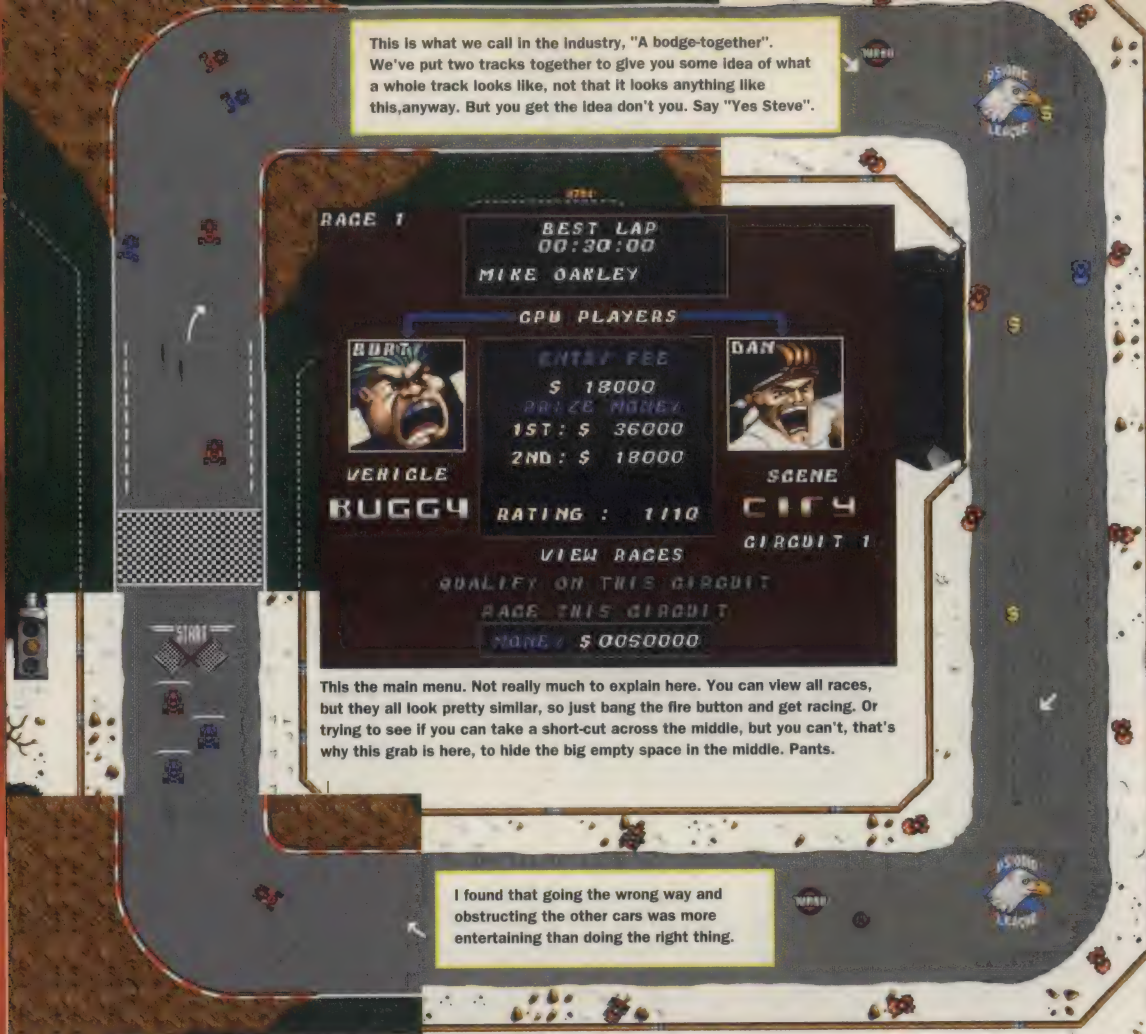 This is what we call in the industry, "A bodge-together".
We've put two tracks together to give you some idea of what
a whole track looks like, not that it looks anything like
this,anyway. But you get the idea don't you. Say "Yes Steve".
TURBO
LEAGUE
RACE 1
BEST LAP
00:30:00
MIKE OAKLEY
CPU PLAYERS
BURT
DAN
ENTRY FEE
$ 18000
PRIZE MONEY
1ST: $ 36000
2ND: $ 18000
VEHICLE
BUGGY
SCENE
CITY
RATING : 1/10
CIRCUIT 1
VIEW RACES
QUALIFY ON THIS CIRCUIT
RACE THIS CIRCUIT
MONEY $ 0050000
START
This the main menu. Not really much to explain here. You can view all races,
but they all look pretty similar, so just bang the fire button and get racing. Or
trying to see if you can take a short-cut across the middle, but you can't, that's
why this grab is here, to hide the big empty space in the middle. Pants.
I found that going the wrong way and
obstructing the other cars was more
entertaining than doing the right thing.
TURBO
LEAGUE